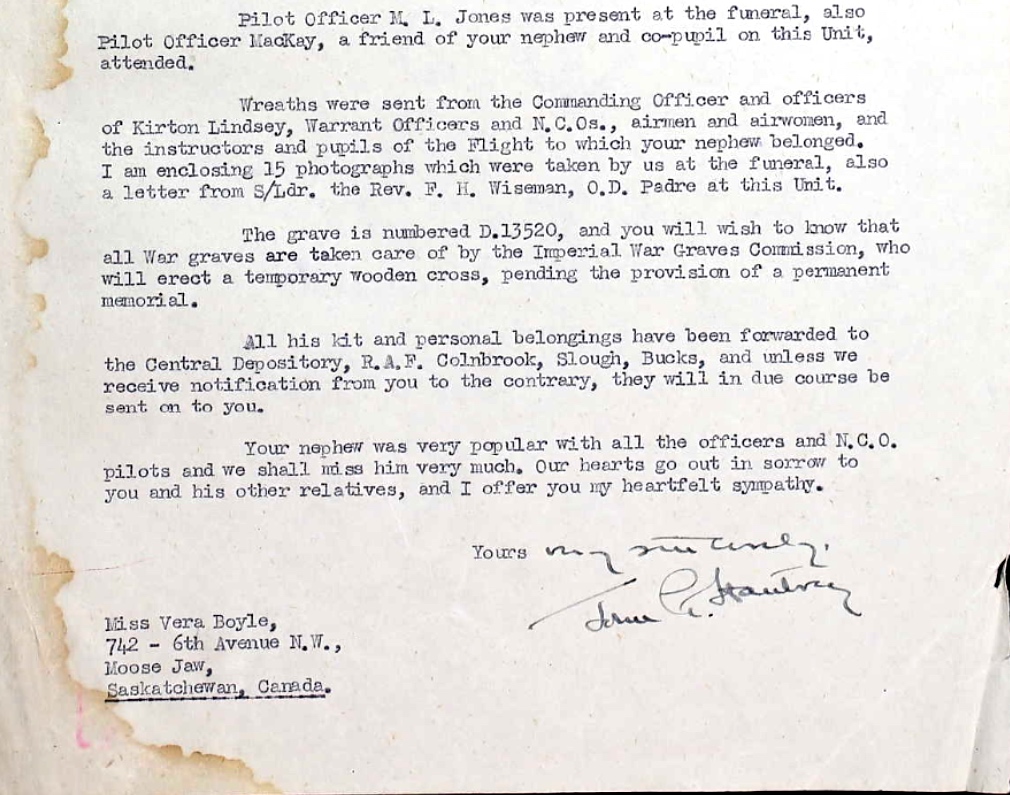 Pilot Officer M. L. Jones was present at the funeral, also
Pilot Officer MacKay, a friend of your nephew and co-pupil on this Unit,
attended.
Wreaths were sent from the Commanding Officer and officers
of Kirton Lindsey, Warrant Officers and N.C.Os., airmen and airwomen, and
the instructors and pupils of the Flight to which your nephew belonged.
I am enclosing 15 photographs which were taken by us at the funeral, also
a letter from S/Ldr. the Rev. F. H. Wiseman, O.D. Padre at this Unit.
The grave is numbered D.13520, and you will wish to know that
all War graves are taken care of by the Imperial War Graves Commission, who
will erect a temporary wooden cross, pending the provision of a permanent
memorial.
All his kit and personal belongings have been forwarded to
the Central Depository, R.A.F. Colnbrook, Slough, Bucks, and unless we
receive notification from you to the contrary, they will in due course be
sent on to you.
Your nephew was very popular with all the officers and N.C.O.
pilots and we shall miss him very much. Our hearts go out in sorrow to
you and his other relatives, and I offer you my heartfelt sympathy.
Yours very sincerely,
Miss Vera Boyle,
742 - 6th Avenue N.W.,
Moose Jaw,
Saskatchewan, Canada.